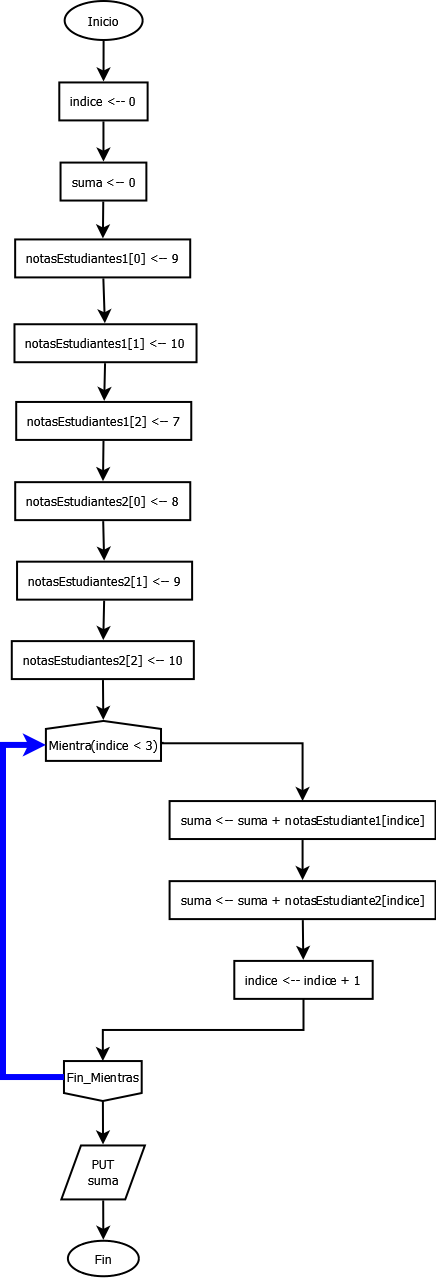 Inicio
indice <-- 0
suma <-- 0
notasEstudiantes1[0] <-- 9
notasEstudiantes1[1] <-- 10
notasEstudiantes1[2] <-- 7
notasEstudiantes2[0] <-- 8
notasEstudiantes2[1] <-- 9
notasEstudiantes2[2] <-- 10
Mientra(indice < 3)
suma <-- suma + notasEstudiante1[indice]
suma <-- suma + notasEstudiante2[indice]
indice <-- indice + 1
Fin_Mientras
PUT
suma
Fin